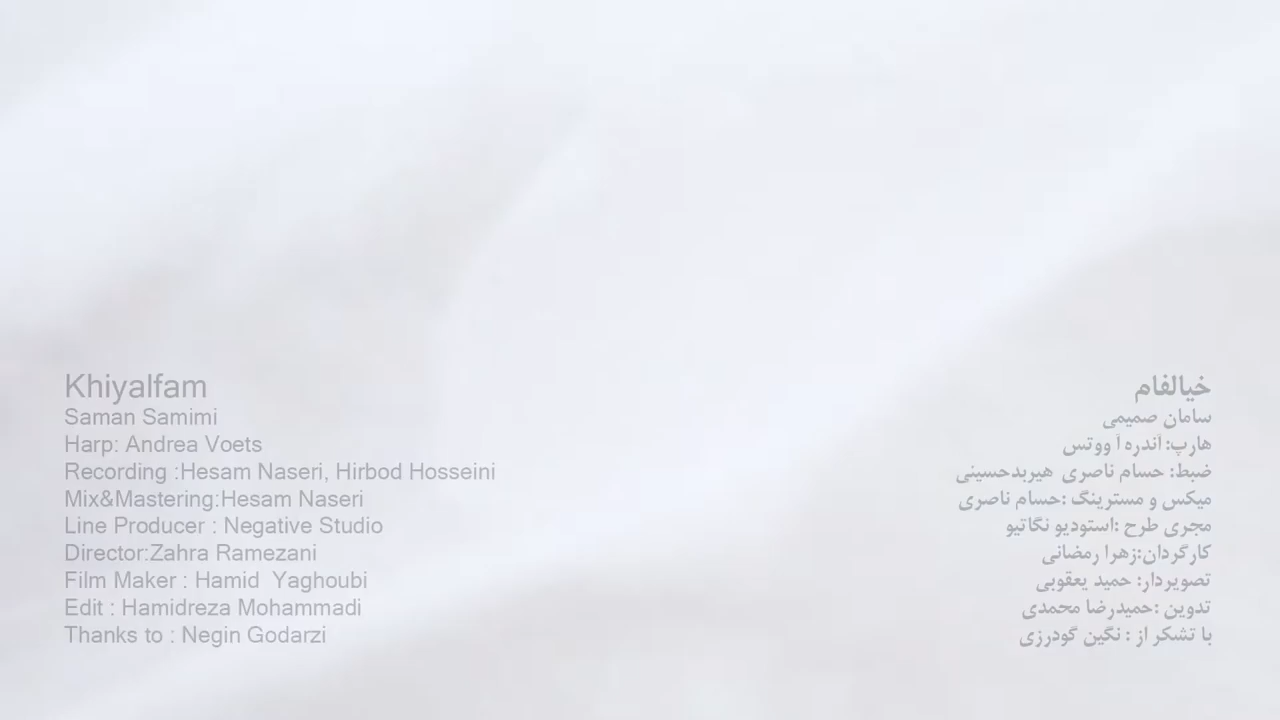 Khiyalfam
Saman Samimi
Harp: Andrea Voets
Recording :Hesam Naseri, Hirbod Hosseini
Mix&Mastering:Hesam Naseri
Line Producer : Negative Studio
Director:Zahra Ramezani
Film Maker : Hamid  Yaghoubi
Edit : Hamidreza Mohammadi
Thanks to : Negin Godarzi
خیالفام
سامان صمیمی
هارپ: آندره آ ووتس
ضبط: حسام ناصری  هیربدحسینی
میکس و مسترینگ :حسام ناصری
مجری طرح :استودیو نگاتیو
کارگردان:زهرا رمضانی
تصویردار: حمید یعقوبی
تدوین :حمیدرضا محمدی
با تشکر از : نگین گودرزی